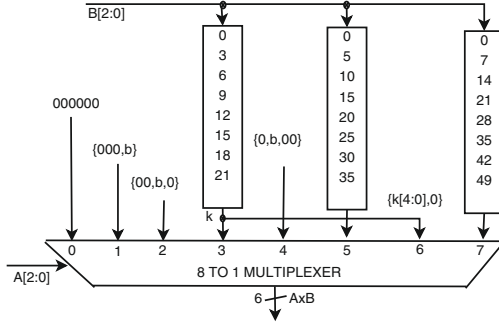 B[2:0]
0
3
6
9
12
15
18
21
0
5
10
15
20
25
30
35
0
7
14
21
28
35
42
49
000000
{000,b}
{00,b,0}
{0,b,00}
{k[4:0],0}
k
0 1 2 3 4 5 6 7
8 TO 1 MULTIPLEXER
A[2:0]
6 AxB